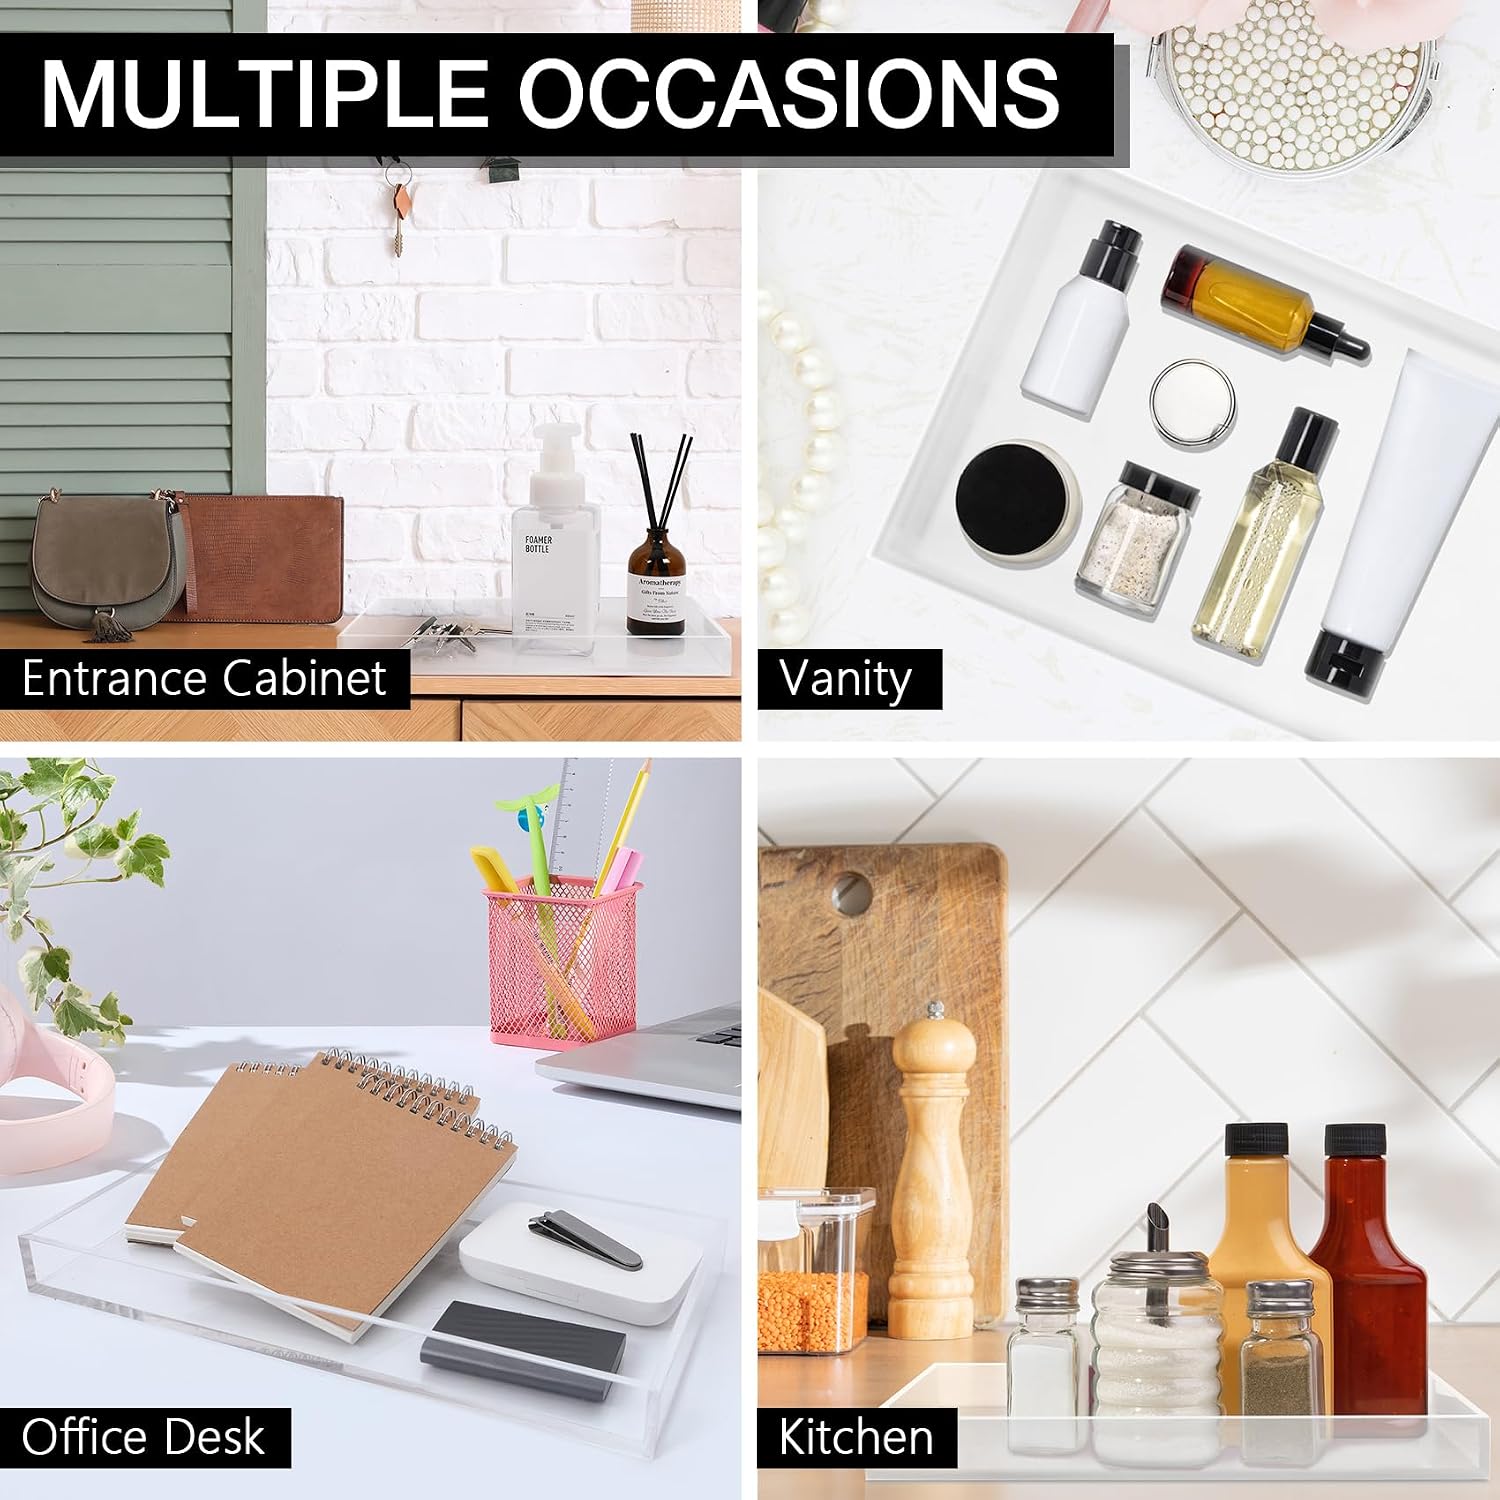 MULTIPLE OCCASIONS
FOAMER
BOTTLE
Aromatherapy
Gifts From Nature
Entrance Cabinet
Vanity
Office Desk
Kitchen